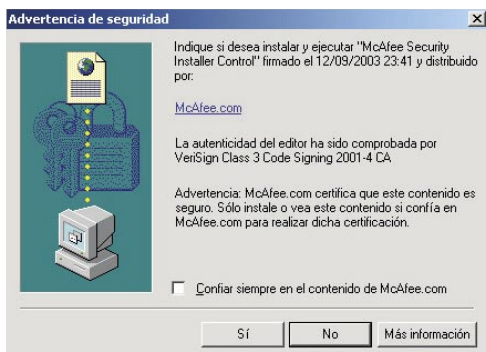 Advertencia de seguridad
Indique si desea instalar y ejecutar "McAfee Security
Installer Control" firmado el 12/09/2003 23:41 y distribuido
por:
McAfee.com
La autenticidad del editor ha sido comprobada por
VeriSign Class 3 Code Signing 2001-4 CA
Advertencia: McAfee.com certifica que este contenido es
seguro. Sólo instale o vea este contenido si confía en
McAfee.com para realizar dicha certificación.
Confiar siempre en el contenido de McAfee.com
Sí No Más información